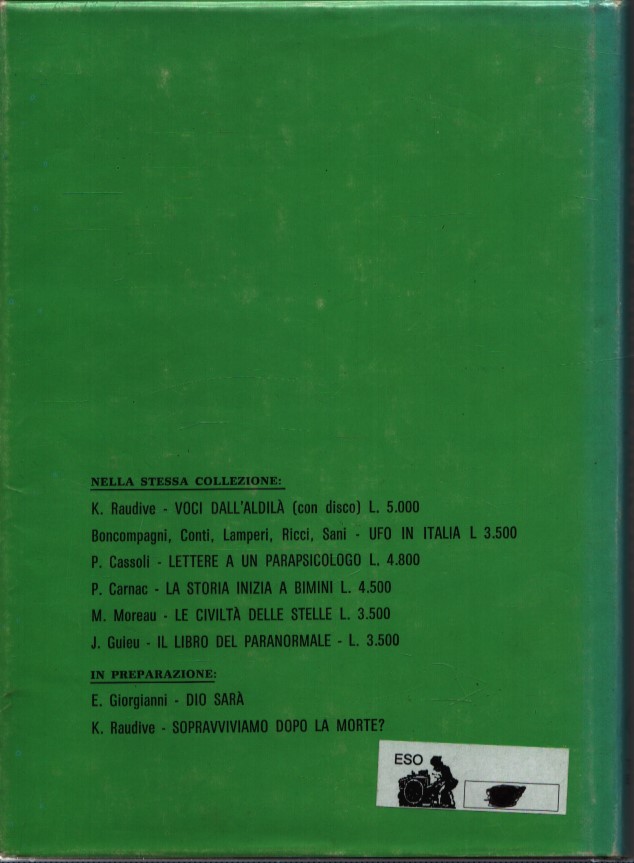 NELLA STESSA COLLEZIONE:
K. Raudive - VOCI DALL'ALDILÀ (con disco) L. 5.000
Boncompagni, Conti, Lamperi, Ricci, Sani - UFO IN ITALIA L 3.500
P. Cassoli - LETTERE A UN PARAPSICOLOGO L. 4.800
P. Carnac - LA STORIA INIZIA A BIMINI L. 4.500
M. Moreau - LE CIVILTÀ DELLE STELLE L. 3.500
J. Guieu - IL LIBRO DEL PARANORMALE - L. 3.500
IN PREPARAZIONE:
E. Giorgianni - DIO SARÀ
K. Raudive - SOPRAVVIVIAMO DOPO LA MORTE?
ESO